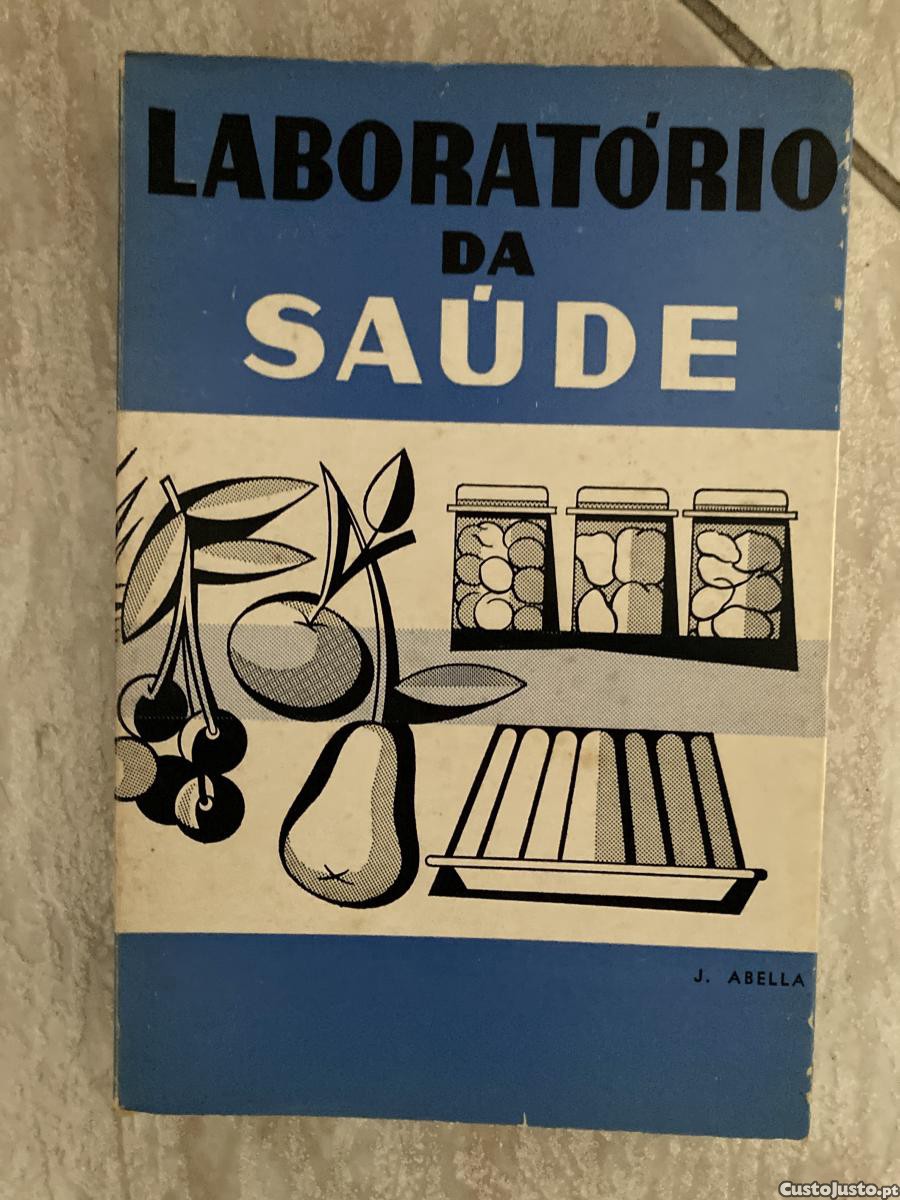 LABORATÓRIO
DA
SAÚDE
J. ABELLA
CustoJusto.pt